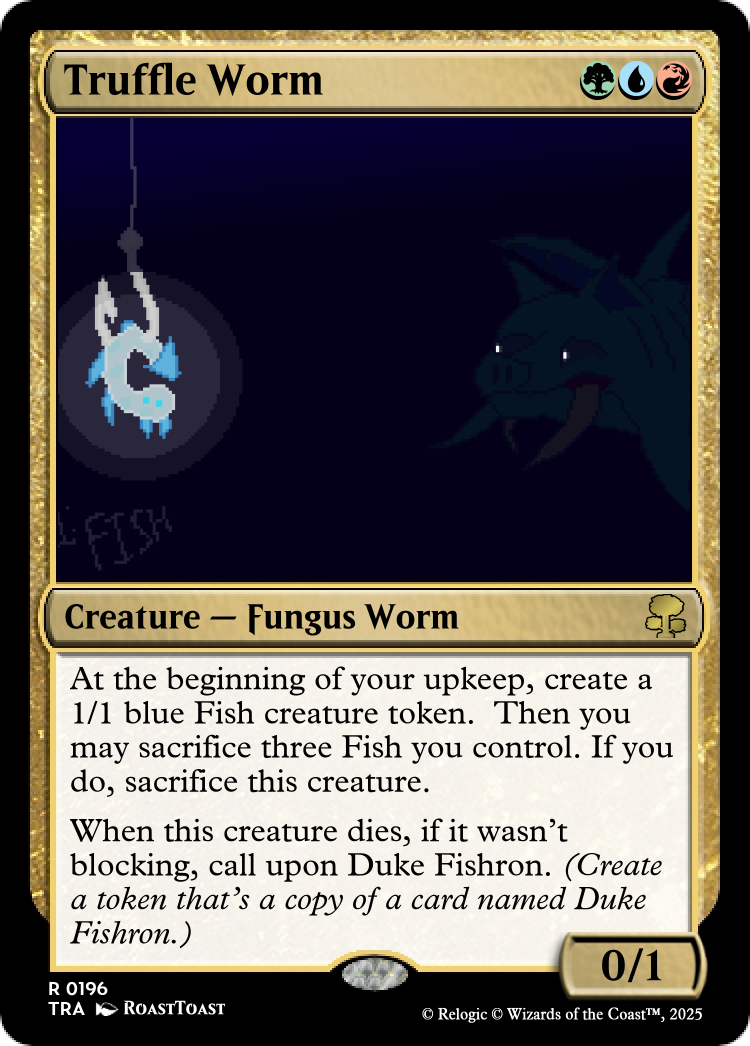 Truffle Worm
FISH
Creature — Fungus Worm
At the beginning of your upkeep, create a
1/1 blue Fish creature token.  Then you
may sacrifice three Fish you control. If you
do, sacrifice this creature.
When this creature dies, if it wasn't
blocking, call upon Duke Fishron. (Create
a token that's a copy of a card named Duke
Fishron.)
0/1
R 0196
TRA RoastToast
© Relogic © Wizards of the Coast™, 2025